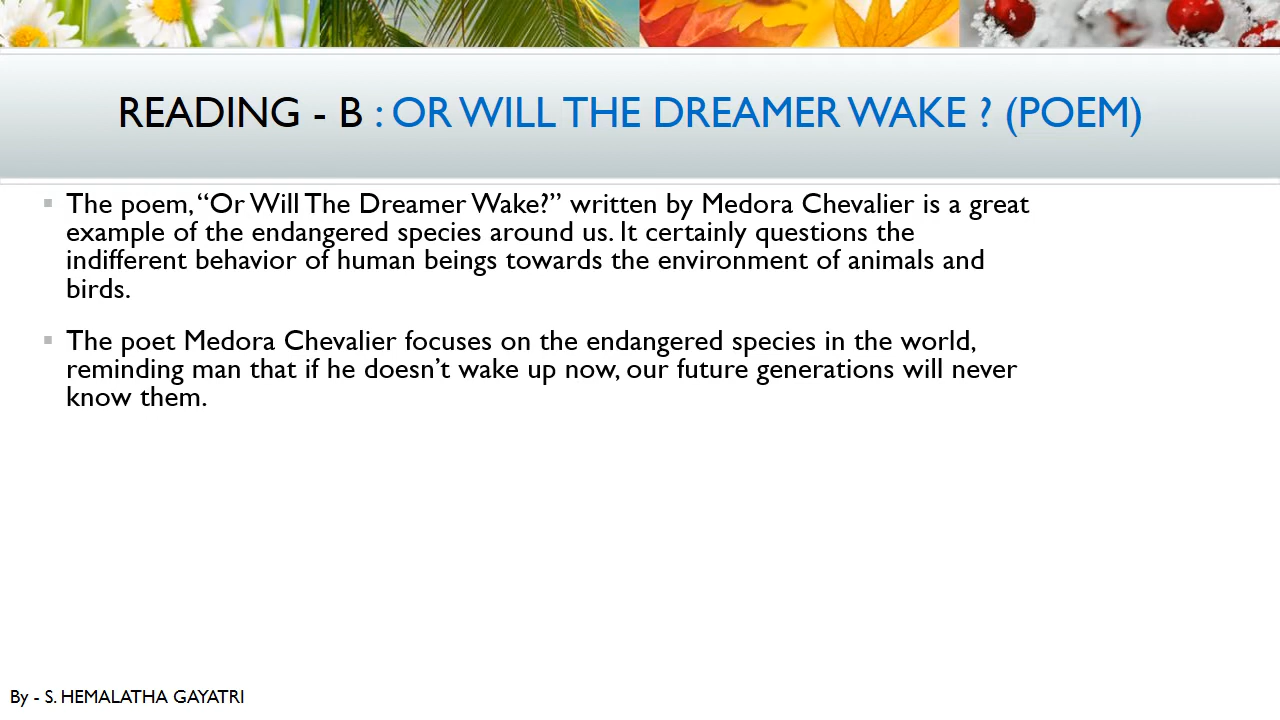 READING - B : OR WILL THE DREAMER WAKE ? (POEM)
The poem, “Or Will The Dreamer Wake?” written by Medora Chevalier is a great
example of the endangered species around us. It certainly questions the
indifferent behavior of human beings towards the environment of animals and
birds.
The poet Medora Chevalier focuses on the endangered species in the world,
reminding man that if he doesn’t wake up now, our future generations will never
know them.
By - S. HEMALATHA GAYATRI